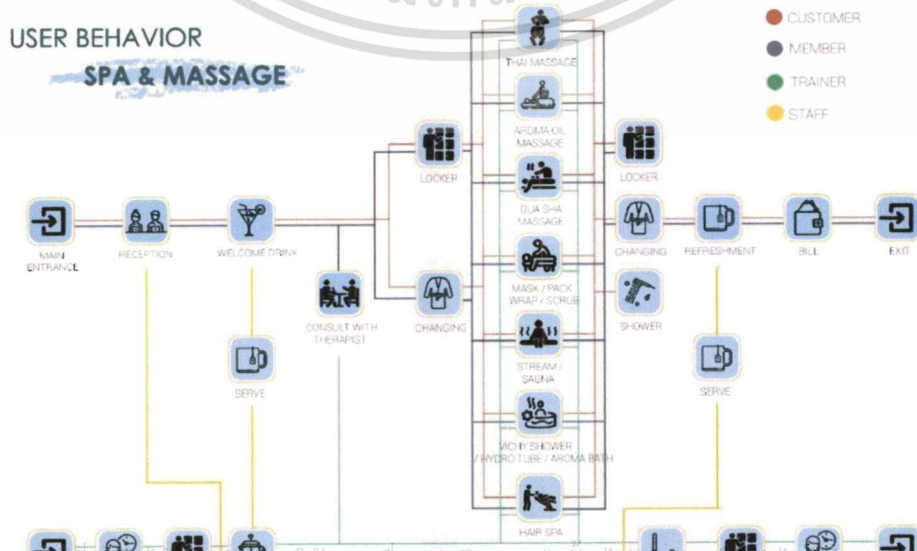 USER BEHAVIOR
SPA & MASSAGE
CUSTOMER
MEMBER
TRAINER
STAFF
THAI MASSAGE
AROMA OIL
MASSAGE
LOCKER
LOCKER
GUA SHA
MASSAGE
MAIN
ENTRANCE
RECEPTION
WELCOME DRINK
CHANGING
REFRESHMENT
BILL
EXIT
MASK / PACK
WRAP / SCRUB
CONSULT WITH
THERAPIST
CHANGING
SHOWER
STREAM /
SAUNA
SERVE
SERVE
VICHY SHOWER
/ HYDRO TUBE / AROMA BATH
HAIR SPA